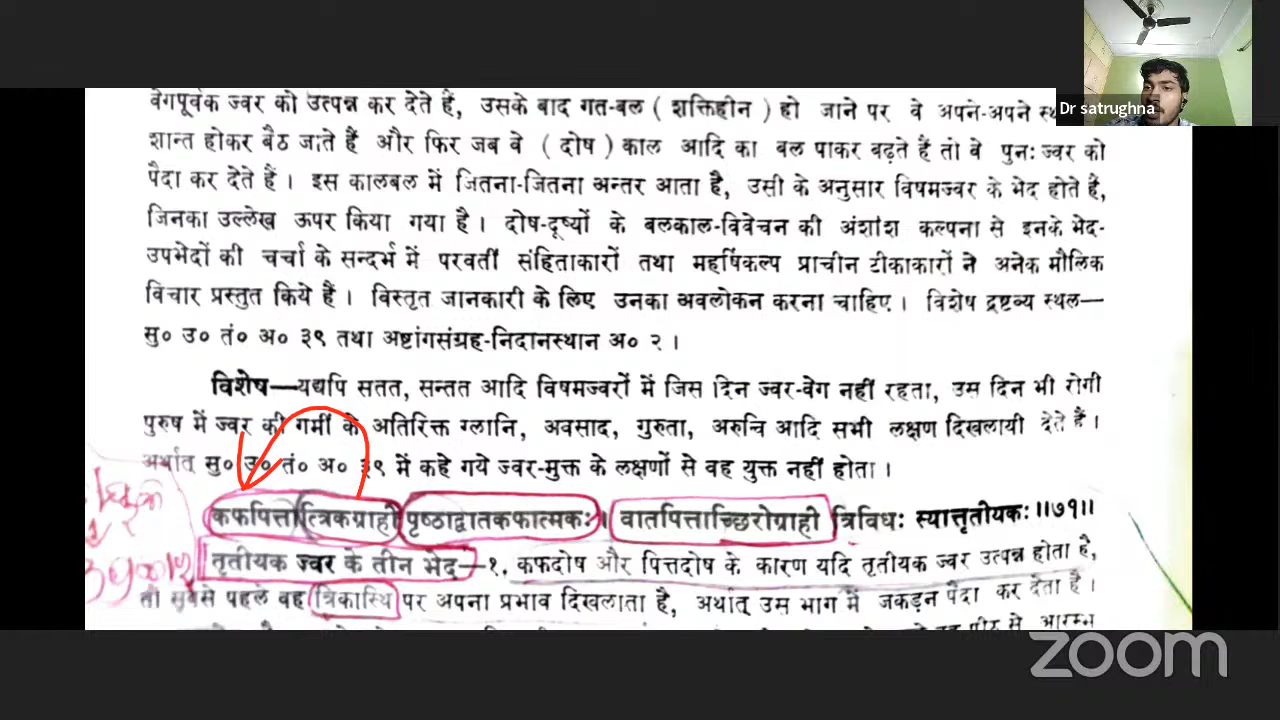 Dr satrughna
वेगपूर्वक ज्वर को उत्पन्न कर देते हैं, उसके बाद गत-बल ( शक्तिहीन ) हो जाने पर वे अपने-अपने
शान्त होकर बैठ जाते हैं और फिर जब वे ( दोष ) काल आदि का बल पाकर बढ़ते हैं तो वे पुनः ज्वर को
पैदा कर देते हैं । इस कालबल में जितना-जितना अन्तर आता है, उसी के अनुसार विषमज्वर के भेद होते हैं,
जिनका उल्लेख ऊपर किया गया है । दोष-दूष्यों के बलकाल-विवेचन की अंशांश कल्पना से इनके भेद-
उपभेदों की चर्चा के सन्दर्भ में परवर्ती संहिताकारों तथा महर्षिकल्प प्राचीन टीकाकारों ने अनेक मौलिक
विचार प्रस्तुत किये हैं । विस्तृत जानकारी के लिए उनका अवलोकन करना चाहिए । विशेष द्रष्टव्य स्थल—
सु० उ० तं० अ० ३९ तथा अष्टांगसंग्रह-निदानस्थान अ० २ ।
विशेष—यद्यपि सतत, सन्तत आदि विषमज्वरों में जिस दिन ज्वर-वेग नहीं रहता, उस दिन भी रोगी
पुरुष में ज्वर की गर्मी के अतिरिक्त ग्लानि, अवसाद, गुरुता, अरुचि आदि सभी लक्षण दिखलायी देते हैं ।
अर्थात् सु० उ० तं० अ० ३९ में कहे गये ज्वर-मुक्त के लक्षणों से वह युक्त नहीं होता ।
कफपित्तात्त्रिकग्राही पृष्ठाद्वातकफात्मकः । वातपित्ताच्छिरोग्राही त्रिविधः स्यात्तृतीयकः ॥७१॥
तृतीयक ज्वर के तीन भेद—१. कफदोष और पित्तदोष के कारण यदि तृतीयक ज्वर उत्पन्न होता है,
तो सबसे पहले वह त्रिकास्थि पर अपना प्रभाव दिखलाता है, अर्थात् उस भाग में जकड़न पैदा कर देता है ।
से आरम्भ
zoom